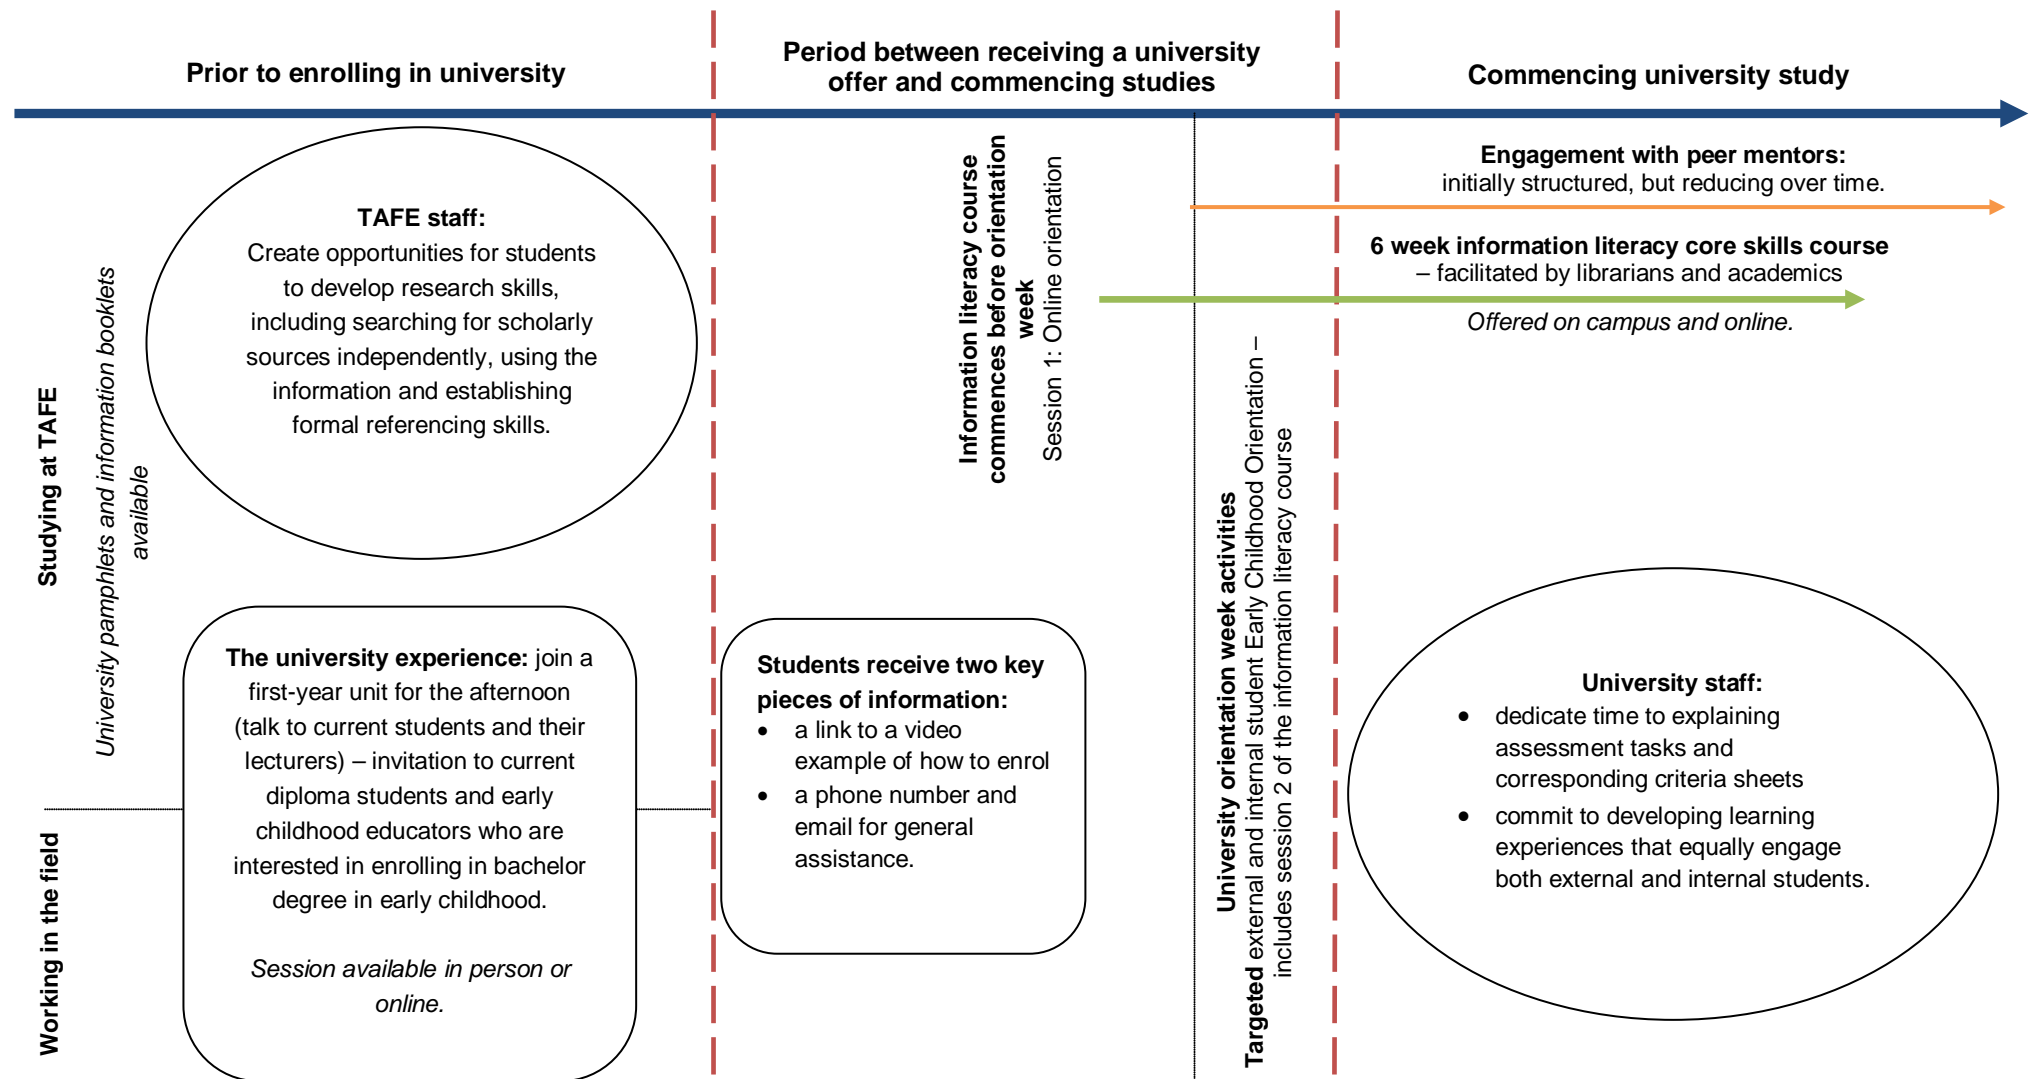 Prior to enrolling in university
Period between receiving a university
offer and commencing studies
Commencing university study
Studying at TAFE
University pamphlets and information booklets
available
Working in the field
TAFE staff:
Create opportunities for students
to develop research skills,
including searching for scholarly
sources independently, using the
information and establishing
formal referencing skills.
The university experience: join a
first-year unit for the afternoon
(talk to current students and their
lecturers) – invitation to current
diploma students and early
childhood educators who are
interested in enrolling in bachelor
degree in early childhood.
Session available in person or
online.
Information literacy course
commences before orientation
week
Session 1: Online orientation
Students receive two key
pieces of information:
• a link to a video
example of how to enrol
• a phone number and
email for general
assistance.
University orientation week activities
Targeted external and internal student Early Childhood Orientation –
includes session 2 of the information literacy course
Engagement with peer mentors:
initially structured, but reducing over time.
6 week information literacy core skills course
– facilitated by librarians and academics
Offered on campus and online.
University staff:
• dedicate time to explaining
assessment tasks and
corresponding criteria sheets
• commit to developing learning
experiences that equally engage
both external and internal students.